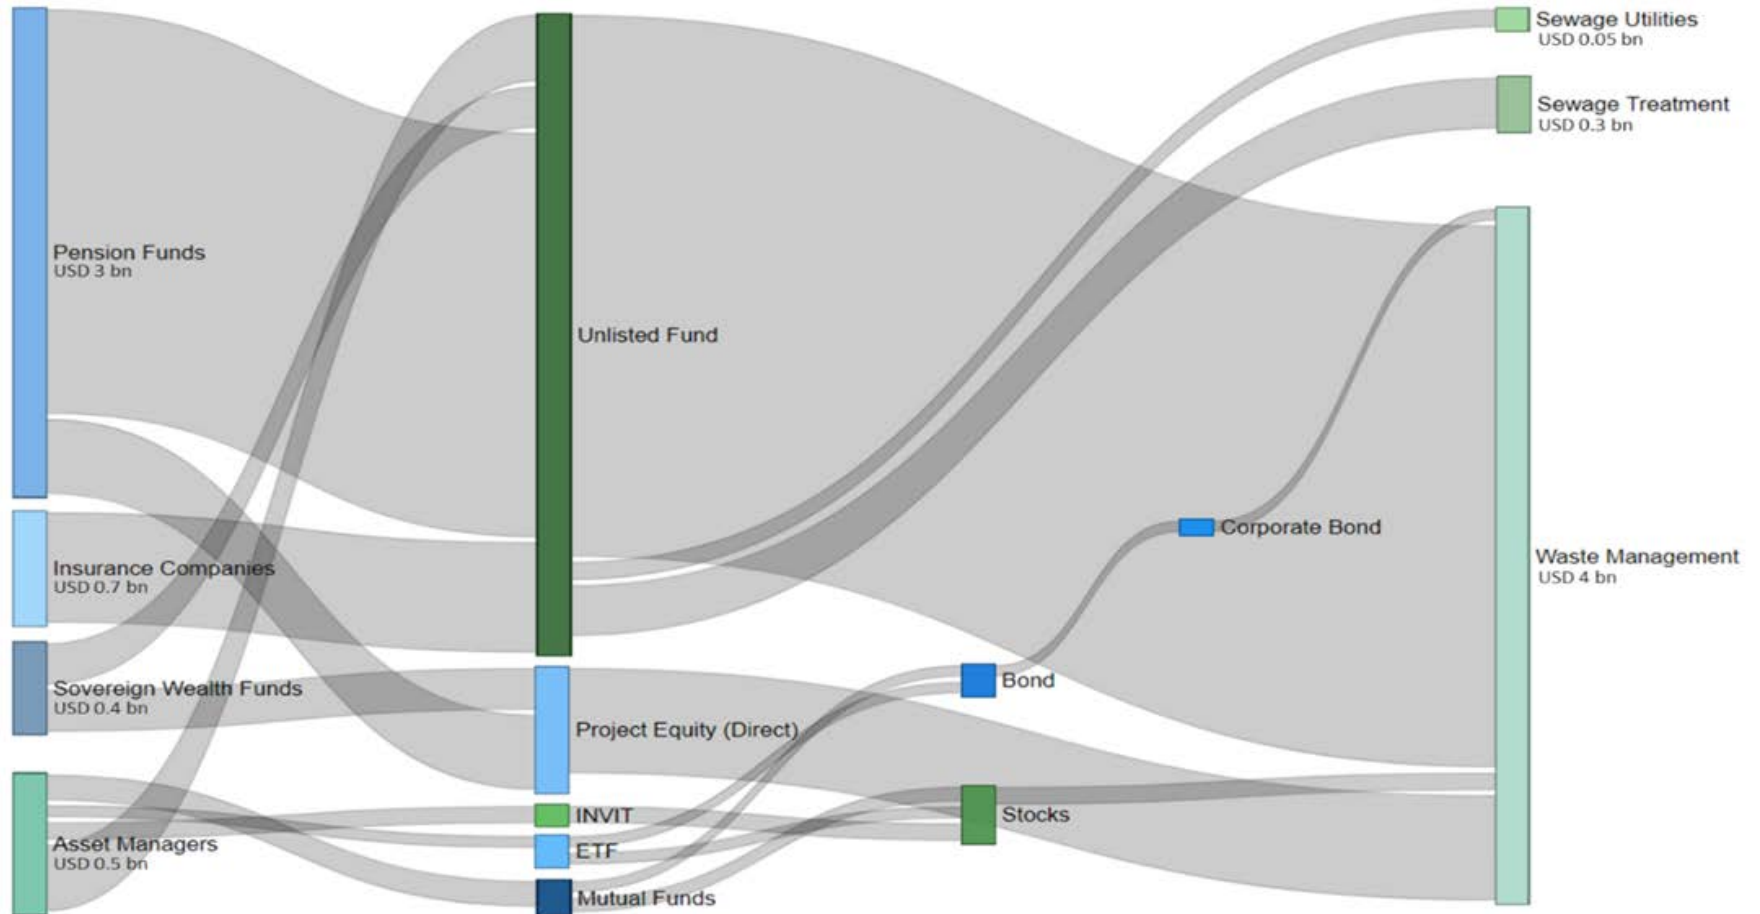 Pension Funds
USD 3 bn
Insurance Companies
USD 0.7 bn
Sovereign Wealth Funds
USD 0.4 bn
Asset Managers
USD 0.5 bn
Unlisted Fund
Project Equity (Direct)
INVIT
ETF
Mutual Funds
Bond
Stocks
Corporate Bond
Sewage Utilities
USD 0.05 bn
Sewage Treatment
USD 0.3 bn
Waste Management
USD 4 bn